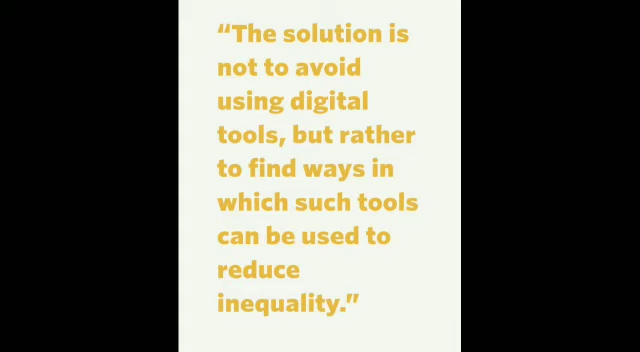 “The solution is
not to avoid
using digital
tools, but rather
to find ways in
which such tools
can be used to
reduce
inequality.”